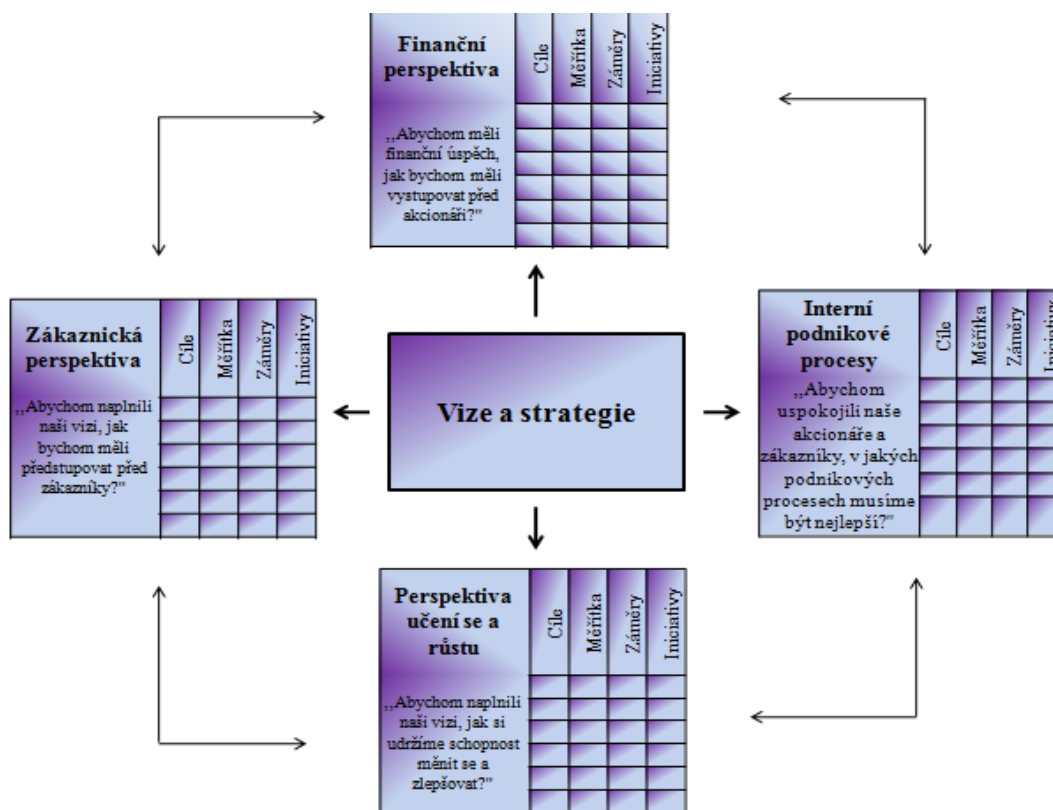 Finanční
perspektiva
,,Abychom měli
finanční úspěch,
jak bychom měli
vystupovat před
akcionáři?"
Cíle
Měřítka
Záměry
Iniciativy
Zákaznická
perspektiva
,,Abychom naplnili
naši vizi, jak
bychom měli
předstupovat před
zákazníky?"
Cíle
Měřítka
Záměry
Iniciativy
Vize a strategie
Interní
podnikové
procesy
,,Abychom
uspokojili naše
akcionáře a
zákazníky, v jakých
podnikových
procesech musíme
být nejlepší?"
Cíle
Měřítka
Záměry
Iniciativy
Perspektiva
učení se a
růstu
,,Abychom naplnili
naši vizi, jak si
udržíme schopnost
měnit se a
zlepšovat?"
Cíle
Měřítka
Záměry
Iniciativy